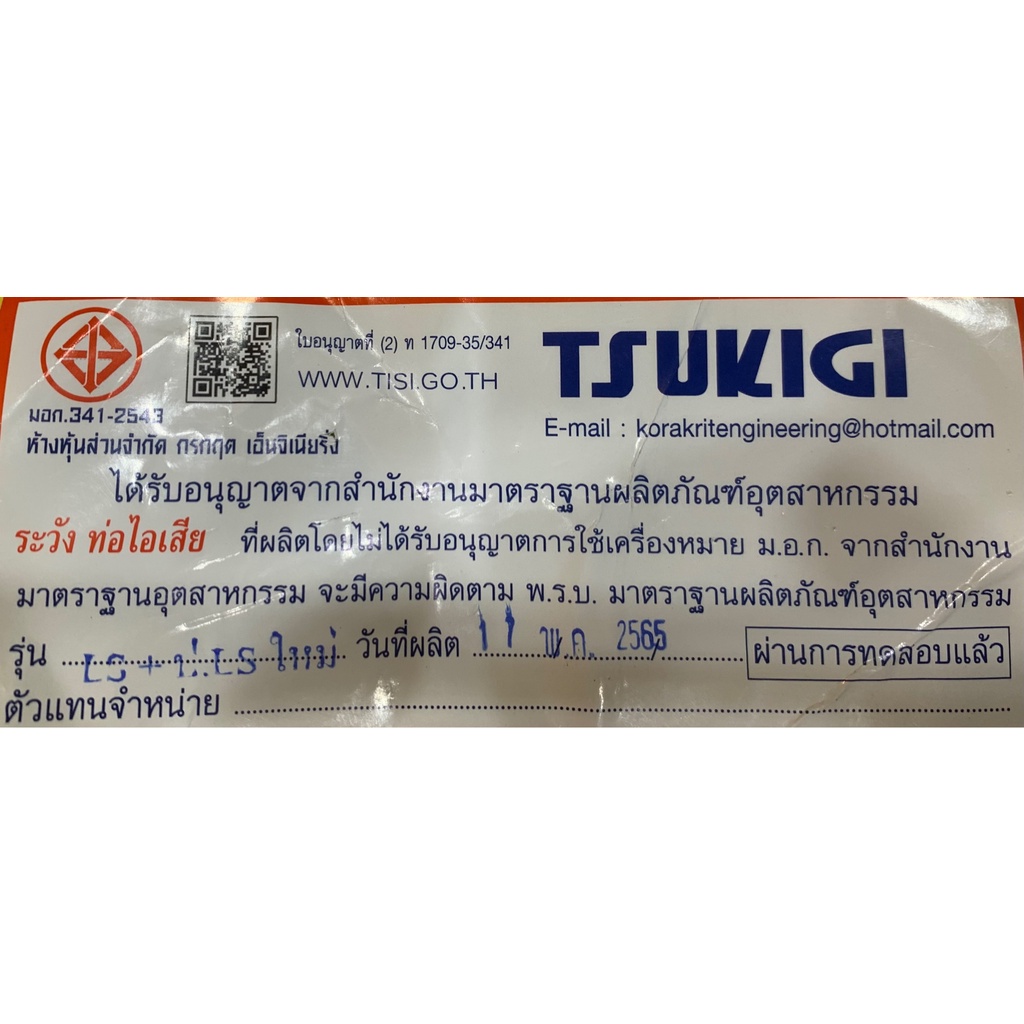 ใบอนุญาตที่ (2) ท 1709-35/341
WWW.TISI.GO.TH
TSUKIGI
E-mail : korakritengineering@hotmail.com
มอก.341-2543
ห้างหุ้นส่วนจำกัด กรกฤต เอ็นจิเนียริ่ง
ได้รับอนุญาตจากสำนักงานมาตราฐานผลิตภัณฑ์อุตสาหกรรม
ระวัง ท่อไอเสีย ที่ผลิตโดยไม่ได้รับอนุญาตการใช้เครื่องหมาย ม.อ.ก. จากสำนักงาน
มาตราฐานอุตสาหกรรม จะมีความผิดตาม พ.ร.บ. มาตราฐานผลิตภัณฑ์อุตสาหกรรม
รุ่น LS + ป.LS ใหม่ วันที่ผลิต 11 พ.ค. 2565 ผ่านการทดสอบแล้ว
ตัวแทนจำหน่าย